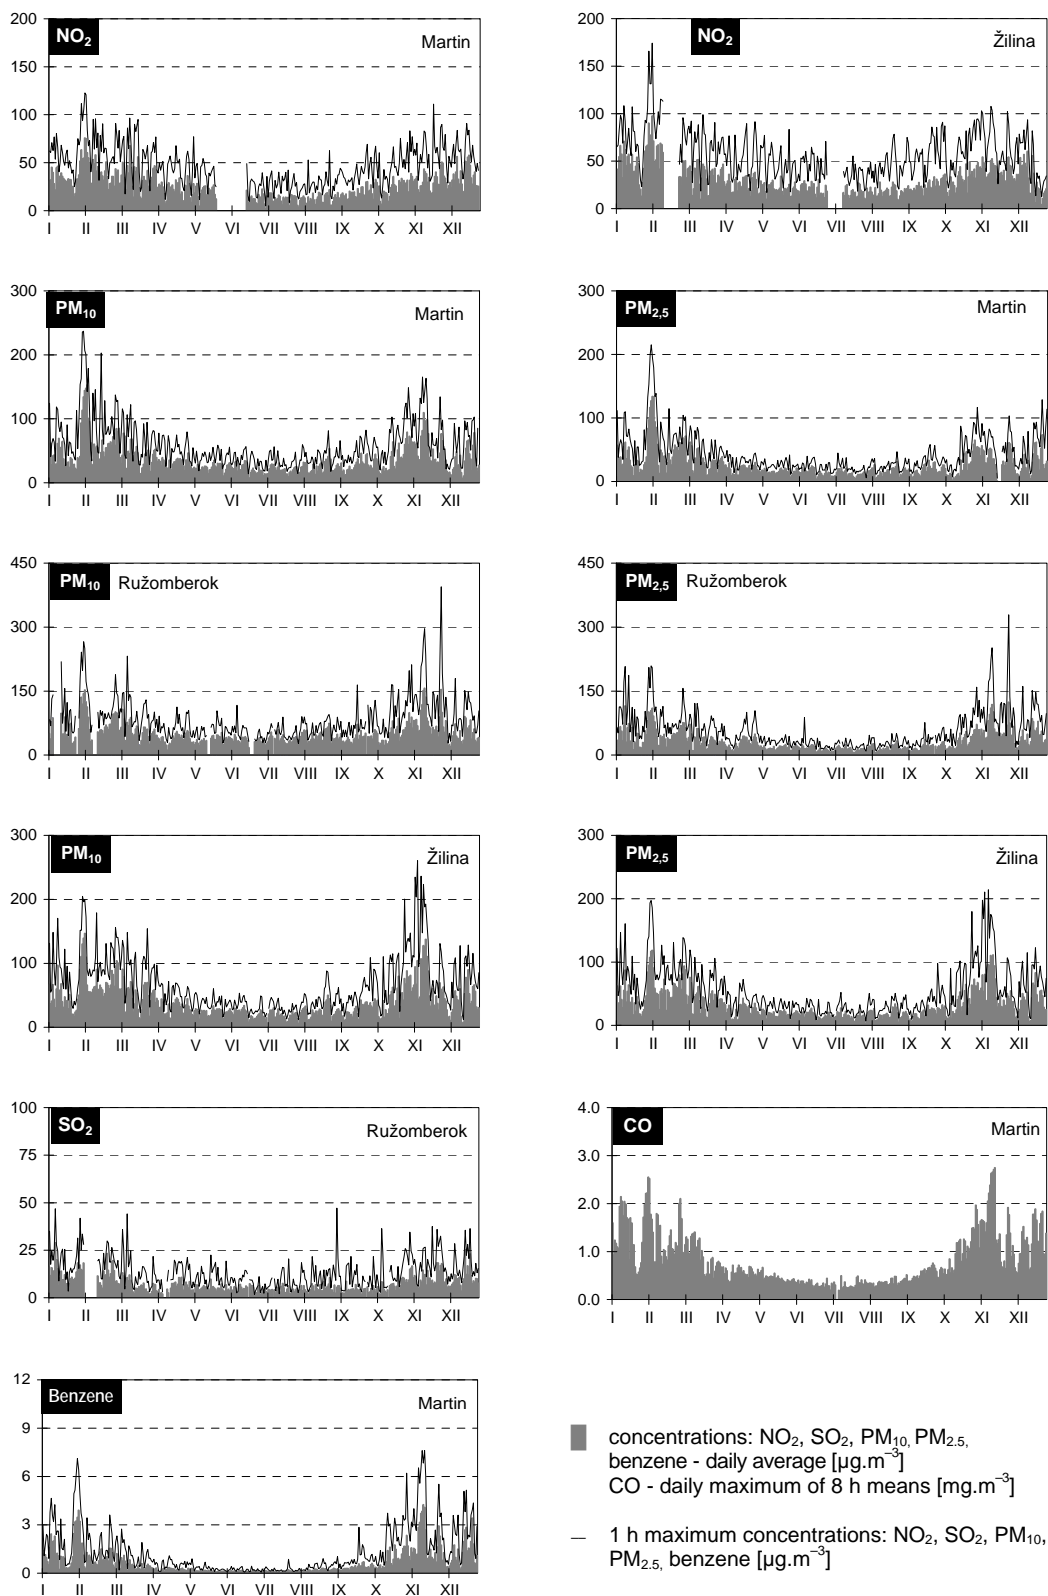 NO₂ Martin
200
150
100
50
0
I II III IV V VI VII VIII IX X XI XII
NO₂ Žilina
200
150
100
50
0
I II III IV V VI VII VIII IX X XI XII
PM₁₀ Martin
300
200
100
0
I II III IV V VI VII VIII IX X XI XII
PM₂,₅ Martin
300
200
100
0
I II III IV V VI VII VIII IX X XI XII
PM₁₀ Ružomberok
450
300
150
0
I II III IV V VI VII VIII IX X XI XII
PM₂,₅ Ružomberok
450
300
150
0
I II III IV V VI VII VIII IX X XI XII
PM₁₀ Žilina
300
200
100
0
I II III IV V VI VII VIII IX X XI XII
PM₂,₅ Žilina
300
200
100
0
I II III IV V VI VII VIII IX X XI XII
SO₂ Ružomberok
100
75
50
25
0
I II III IV V VI VII VIII IX X XI XII
CO Martin
4.0
3.0
2.0
1.0
0.0
I II III IV V VI VII VIII IX X XI XII
Benzene Martin
12
9
6
3
0
I II III IV V VI VII VIII IX X XI XII
concentrations: NO₂, SO₂, PM₁₀, PM₂.₅,
benzene - daily average [µg.m⁻³]
CO - daily maximum of 8 h means [mg.m⁻³]
1 h maximum concentrations: NO₂, SO₂, PM₁₀,
PM₂.₅, benzene [µg.m⁻³]